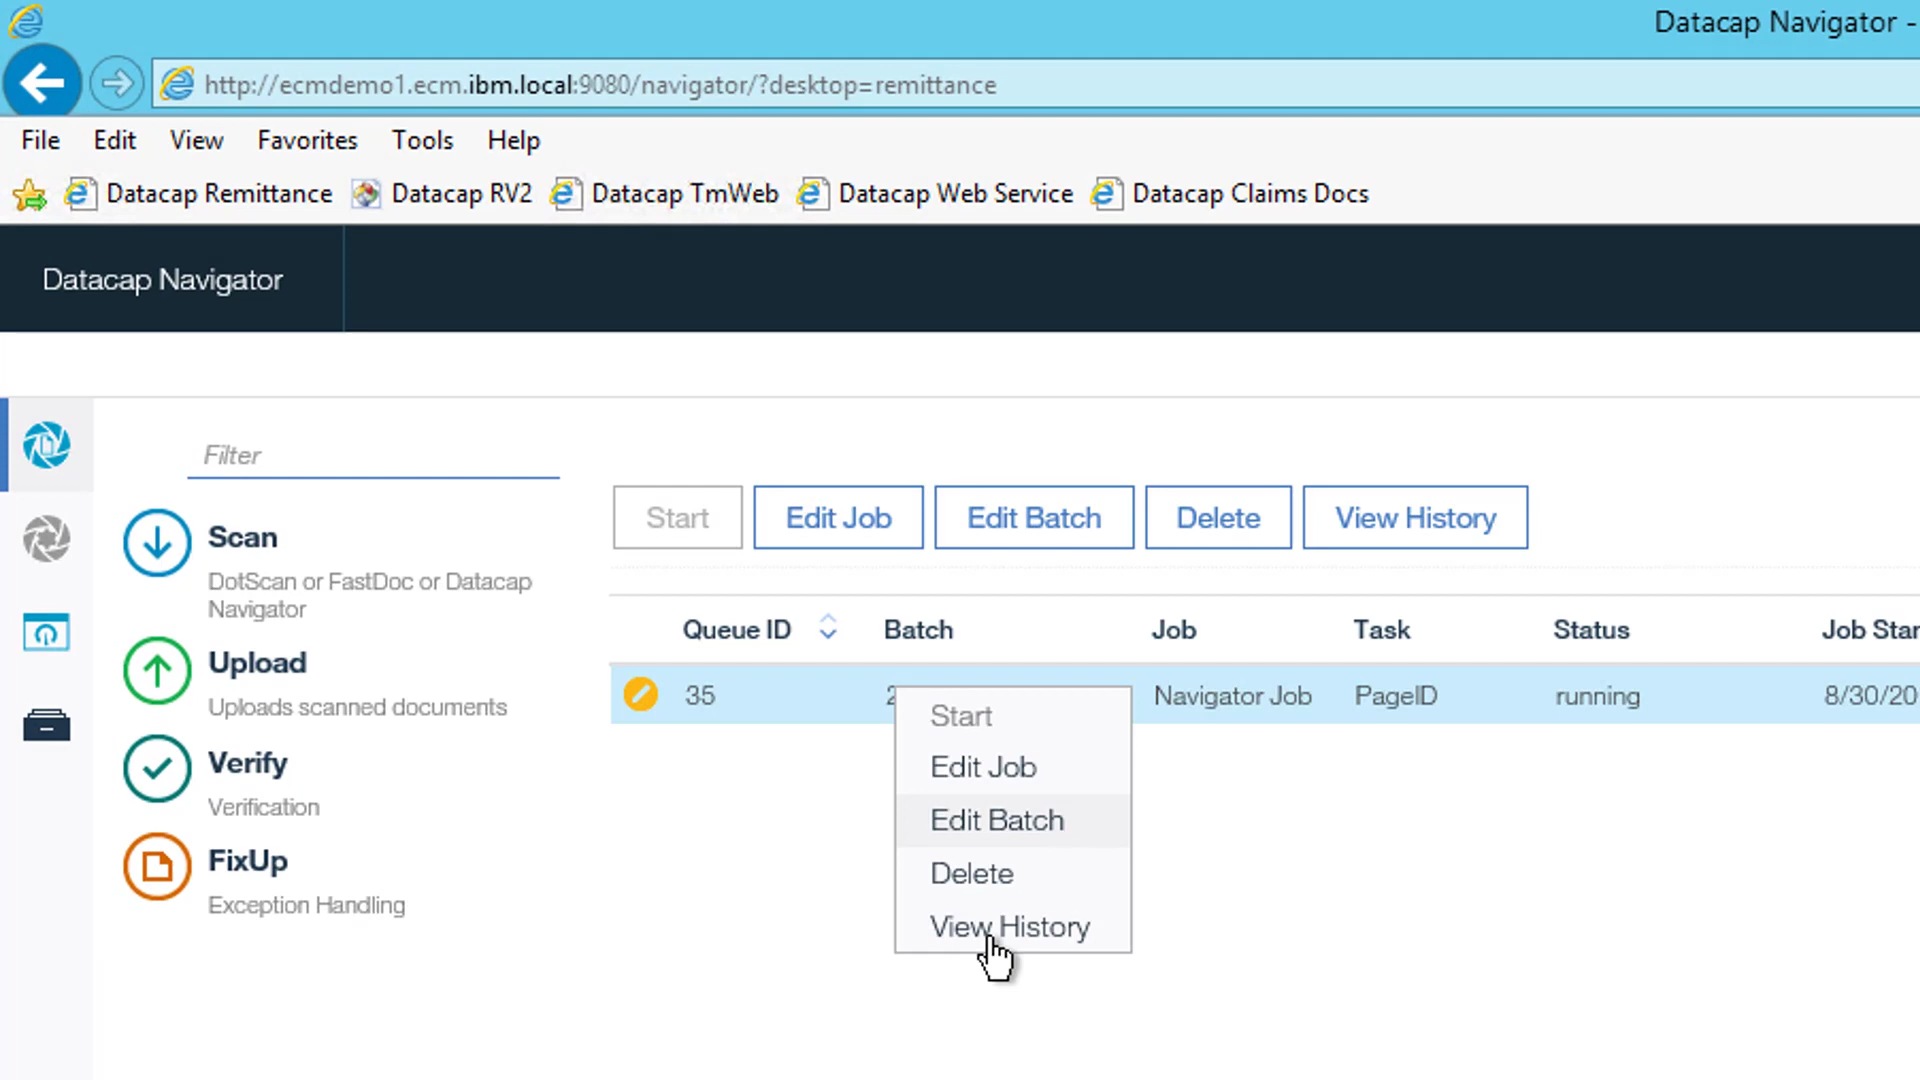 Datacap Navigator -
http://ecmdemo1.ecm.ibm.local:9080/navigator/?desktop=remittance
File Edit View Favorites Tools Help
Datacap Remittance Datacap RV2 Datacap TmWeb Datacap Web Service Datacap Claims Docs
Datacap Navigator
Filter
Scan
DotScan or FastDoc or Datacap
Navigator
Upload
Uploads scanned documents
Verify
Verification
FixUp
Exception Handling
Start Edit Job Edit Batch Delete View History
Queue ID Batch Job Task Status Job Star
35 2 Navigator Job PageID running 8/30/20
Start
Edit Job
Edit Batch
Delete
View History